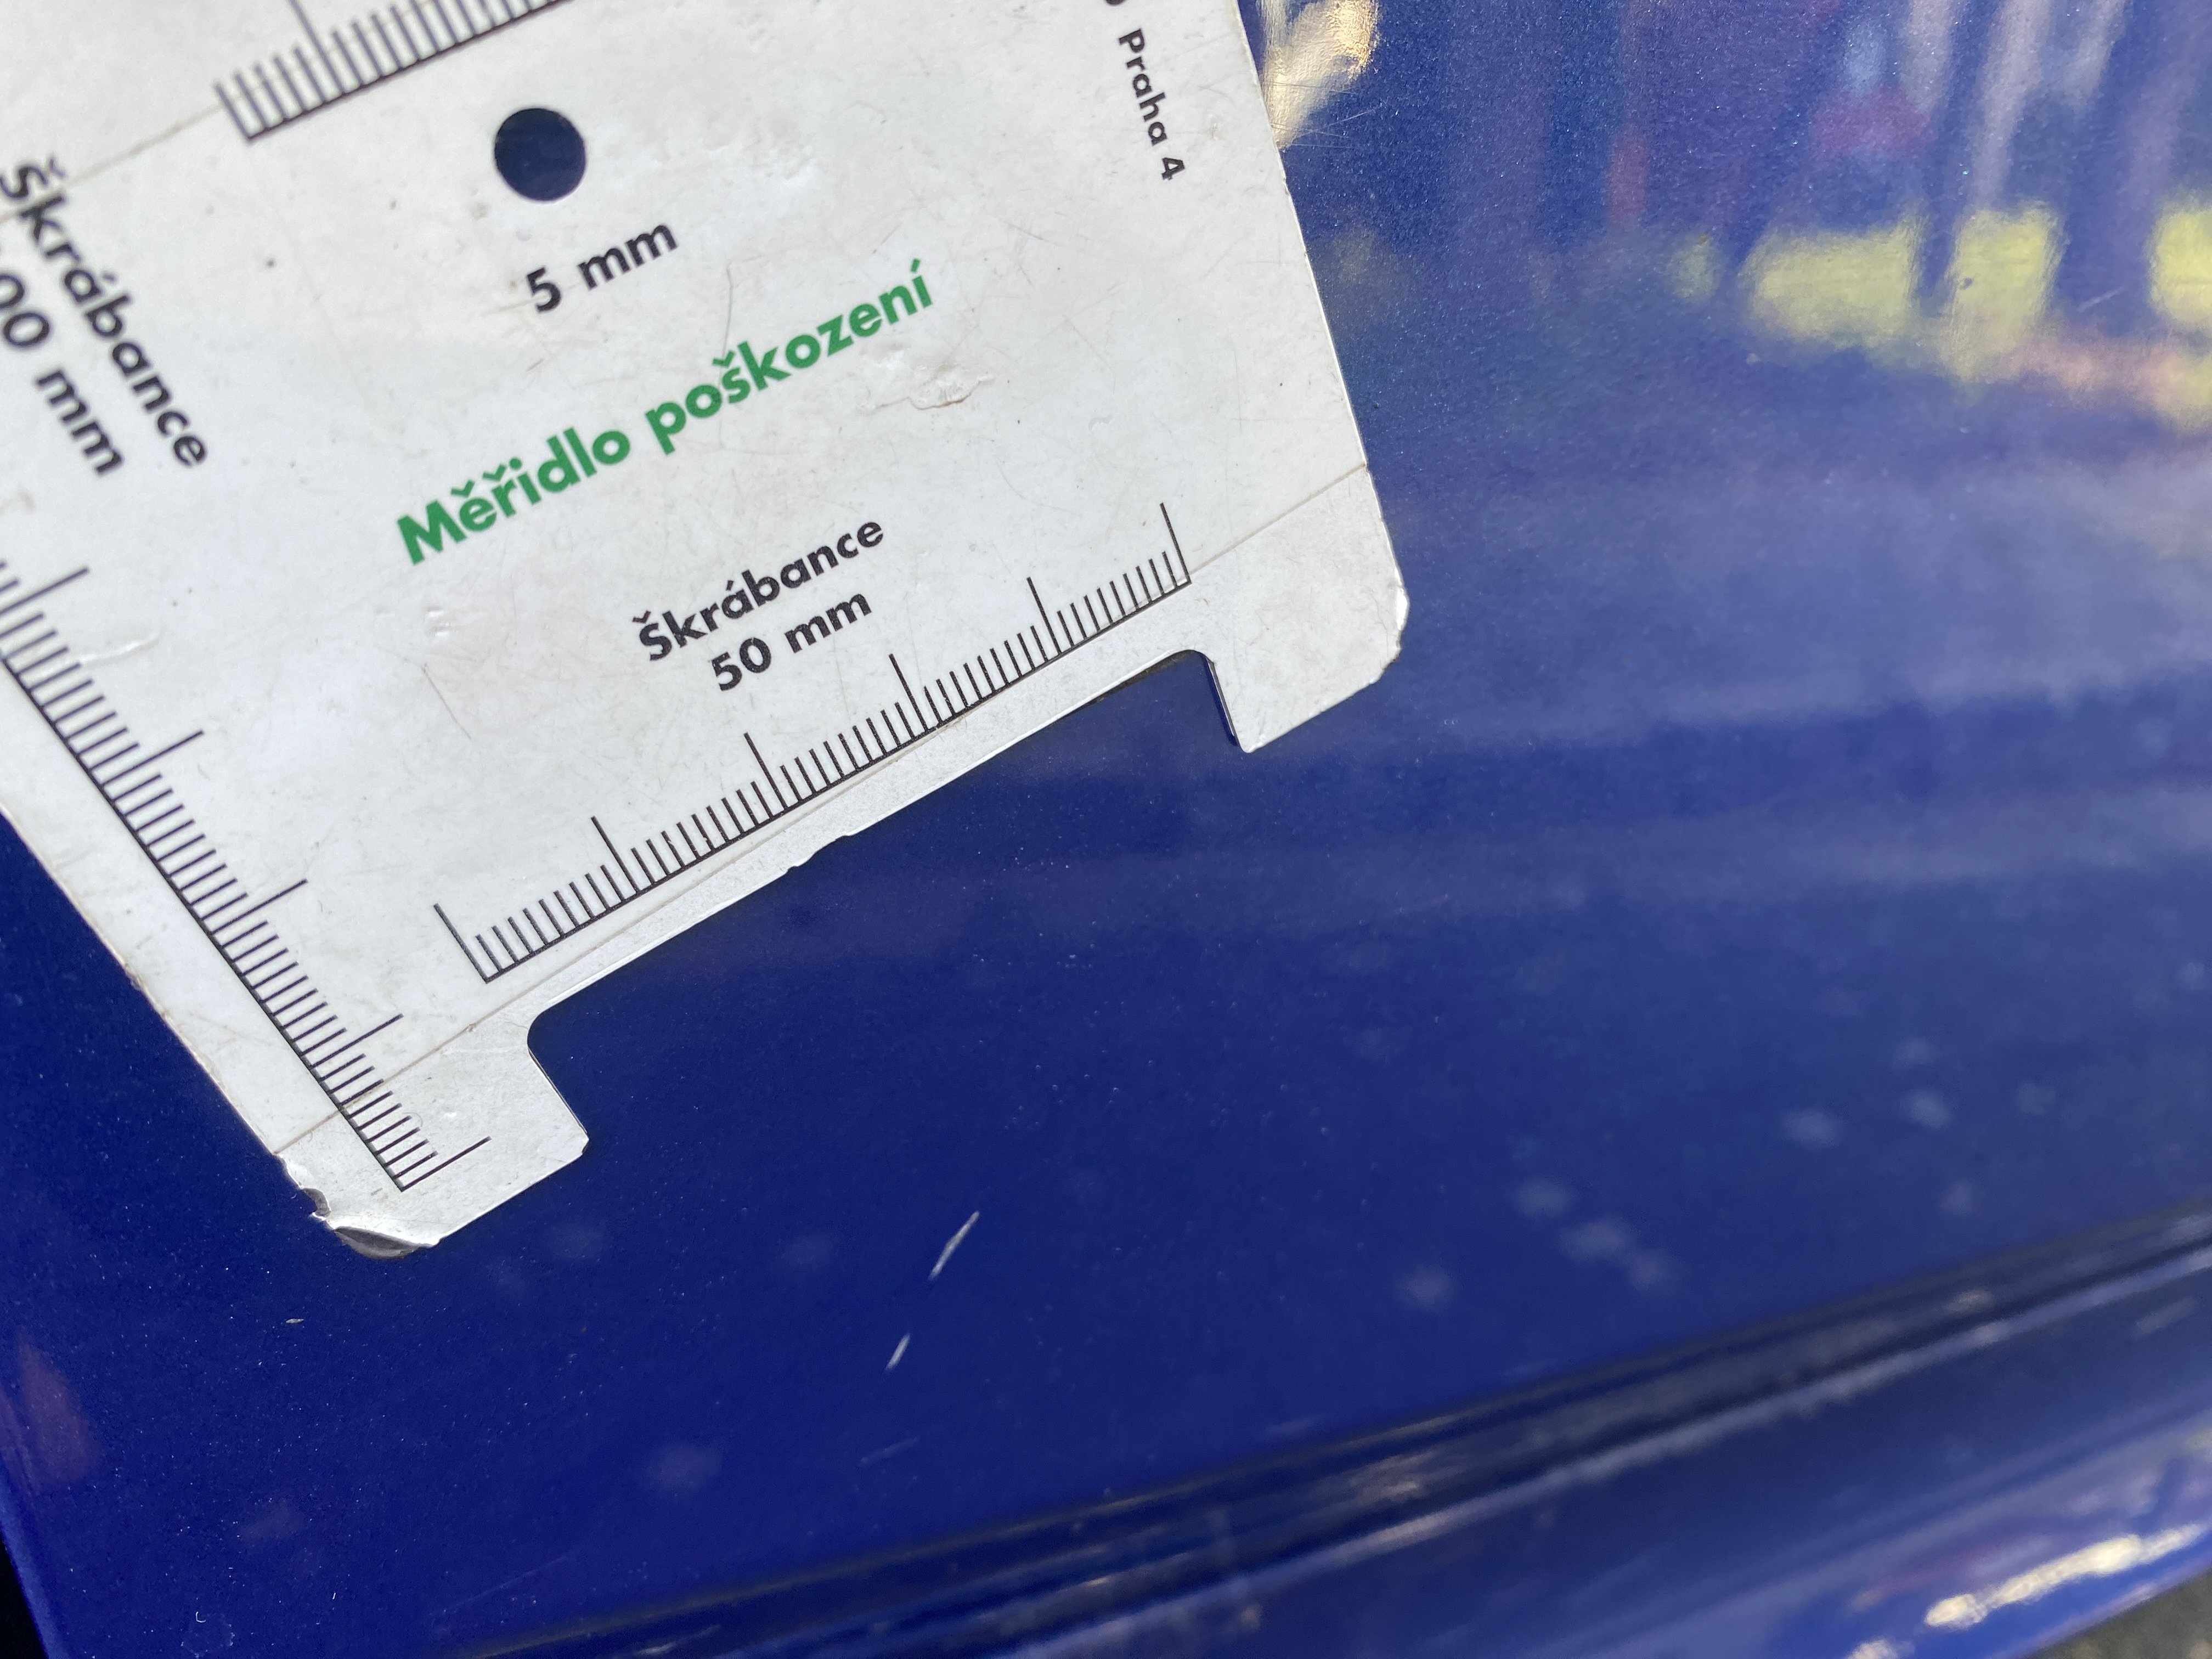 Praha 4
5 mm
Škrábance
00 mm
Měřidlo poškození
Škrábance
50 mm